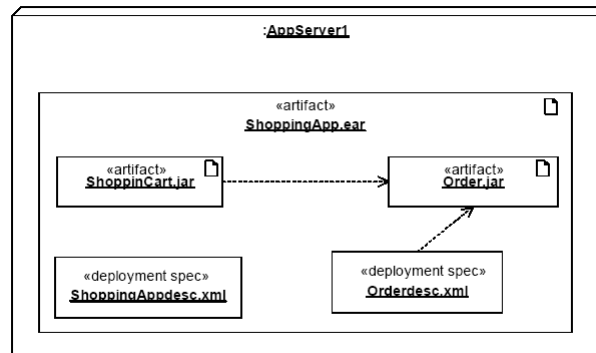 :AppServer1
«artifact»
ShoppingApp.ear
«artifact»
ShoppinCart.jar
«artifact»
Order.jar
«deployment spec»
ShoppingAppdesc.xml
«deployment spec»
Orderdesc.xml